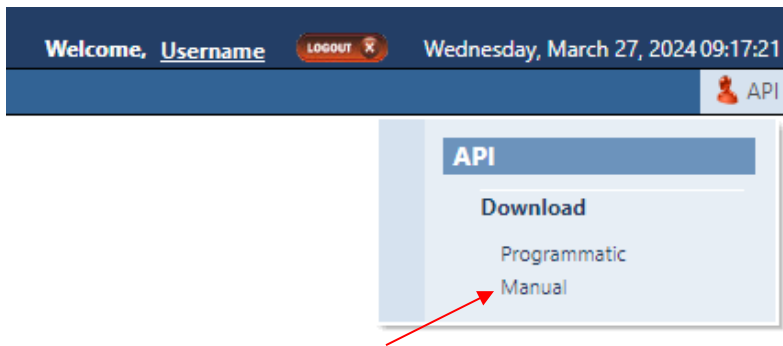 Welcome, Username LOGOUT X Wednesday, March 27, 2024 09:17:21
API
API
Download
Programmatic
Manual